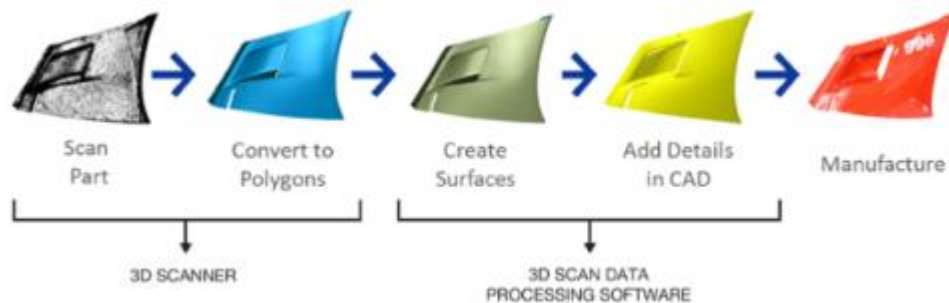 Scan
Part
Convert to
Polygons
Create
Surfaces
Add Details
in CAD
Manufacture
3D SCANNER
3D SCAN DATA
PROCESSING SOFTWARE